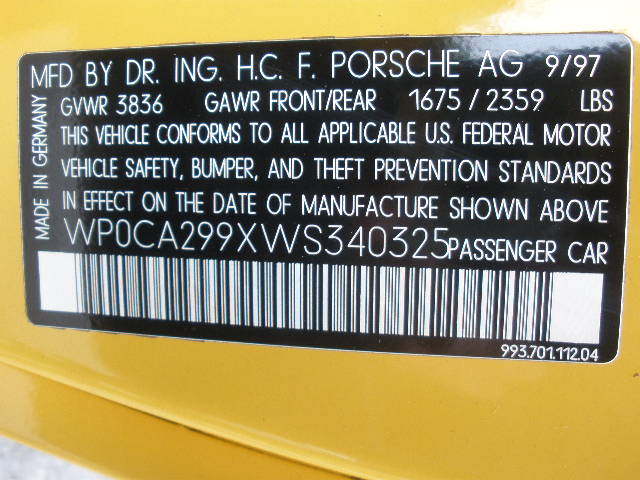 MFD BY DR. ING. H.C. F. PORSCHE AG 9/97
GVWR 3836 GAWR FRONT/REAR 1675/2359 LBS
THIS VEHICLE CONFORMS TO ALL APPLICABLE U.S. FEDERAL MOTOR
VEHICLE SAFETY, BUMPER, AND THEFT PREVENTION STANDARDS
IN EFFECT ON THE DATE OF MANUFACTURE SHOWN ABOVE.
WP0CA299XWS340325 PASSENGER CAR
993.701.112.04
MADE IN GERMANY